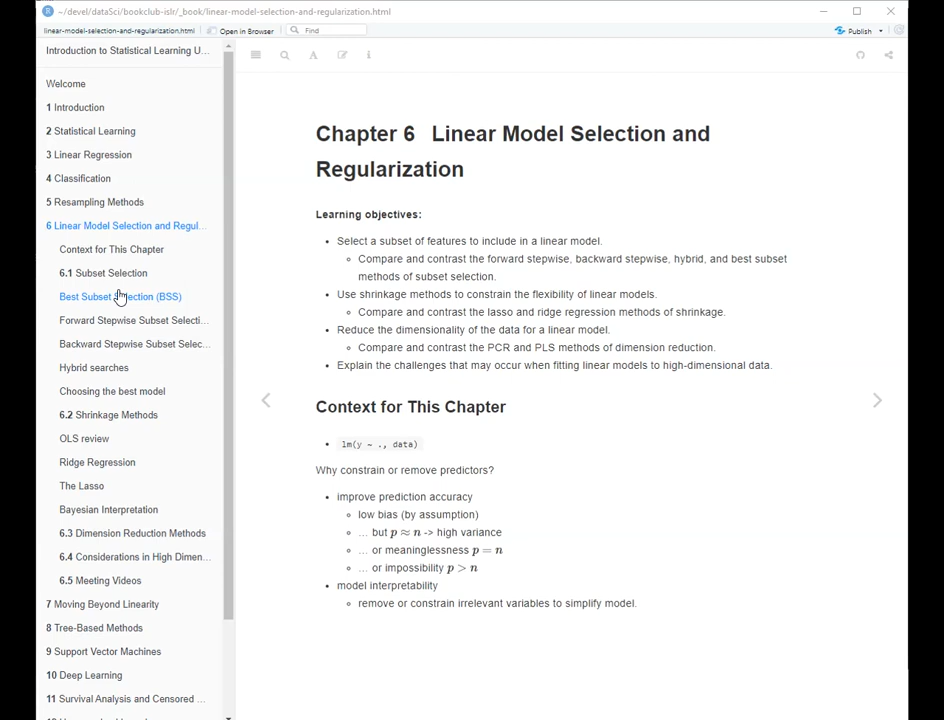 ~/devel/dataSci/bookclub-islr/_book/linear-model-selection-and-regularization.html
linear-model-selection-and-regularization.html
Open in Browser
Find
Publish
Introduction to Statistical Learning U...
Welcome
1 Introduction
2 Statistical Learning
3 Linear Regression
4 Classification
5 Resampling Methods
6 Linear Model Selection and Regul...
Context for This Chapter
6.1 Subset Selection
Best Subset Selection (BSS)
Forward Stepwise Subset Selecti...
Backward Stepwise Subset Selec...
Hybrid searches
Choosing the best model
6.2 Shrinkage Methods
OLS review
Ridge Regression
The Lasso
Bayesian Interpretation
6.3 Dimension Reduction Methods
6.4 Considerations in High Dimen...
6.5 Meeting Videos
7 Moving Beyond Linearity
8 Tree-Based Methods
9 Support Vector Machines
10 Deep Learning
11 Survival Analysis and Censored ...
Chapter 6 Linear Model Selection and
Regularization
Learning objectives:
• Select a subset of features to include in a linear model.
◦ Compare and contrast the forward stepwise, backward stepwise, hybrid, and best subset
methods of subset selection.
• Use shrinkage methods to constrain the flexibility of linear models.
◦ Compare and contrast the lasso and ridge regression methods of shrinkage.
• Reduce the dimensionality of the data for a linear model.
◦ Compare and contrast the PCR and PLS methods of dimension reduction.
• Explain the challenges that may occur when fitting linear models to high-dimensional data.
Context for This Chapter
• lm(y ~ ., data)
Why constrain or remove predictors?
• improve prediction accuracy
◦ low bias (by assumption)
◦ ... but p ≈ n -> high variance
◦ ... or meaninglessness p = n
◦ ... or impossibility p > n
• model interpretability
◦ remove or constrain irrelevant variables to simplify model.